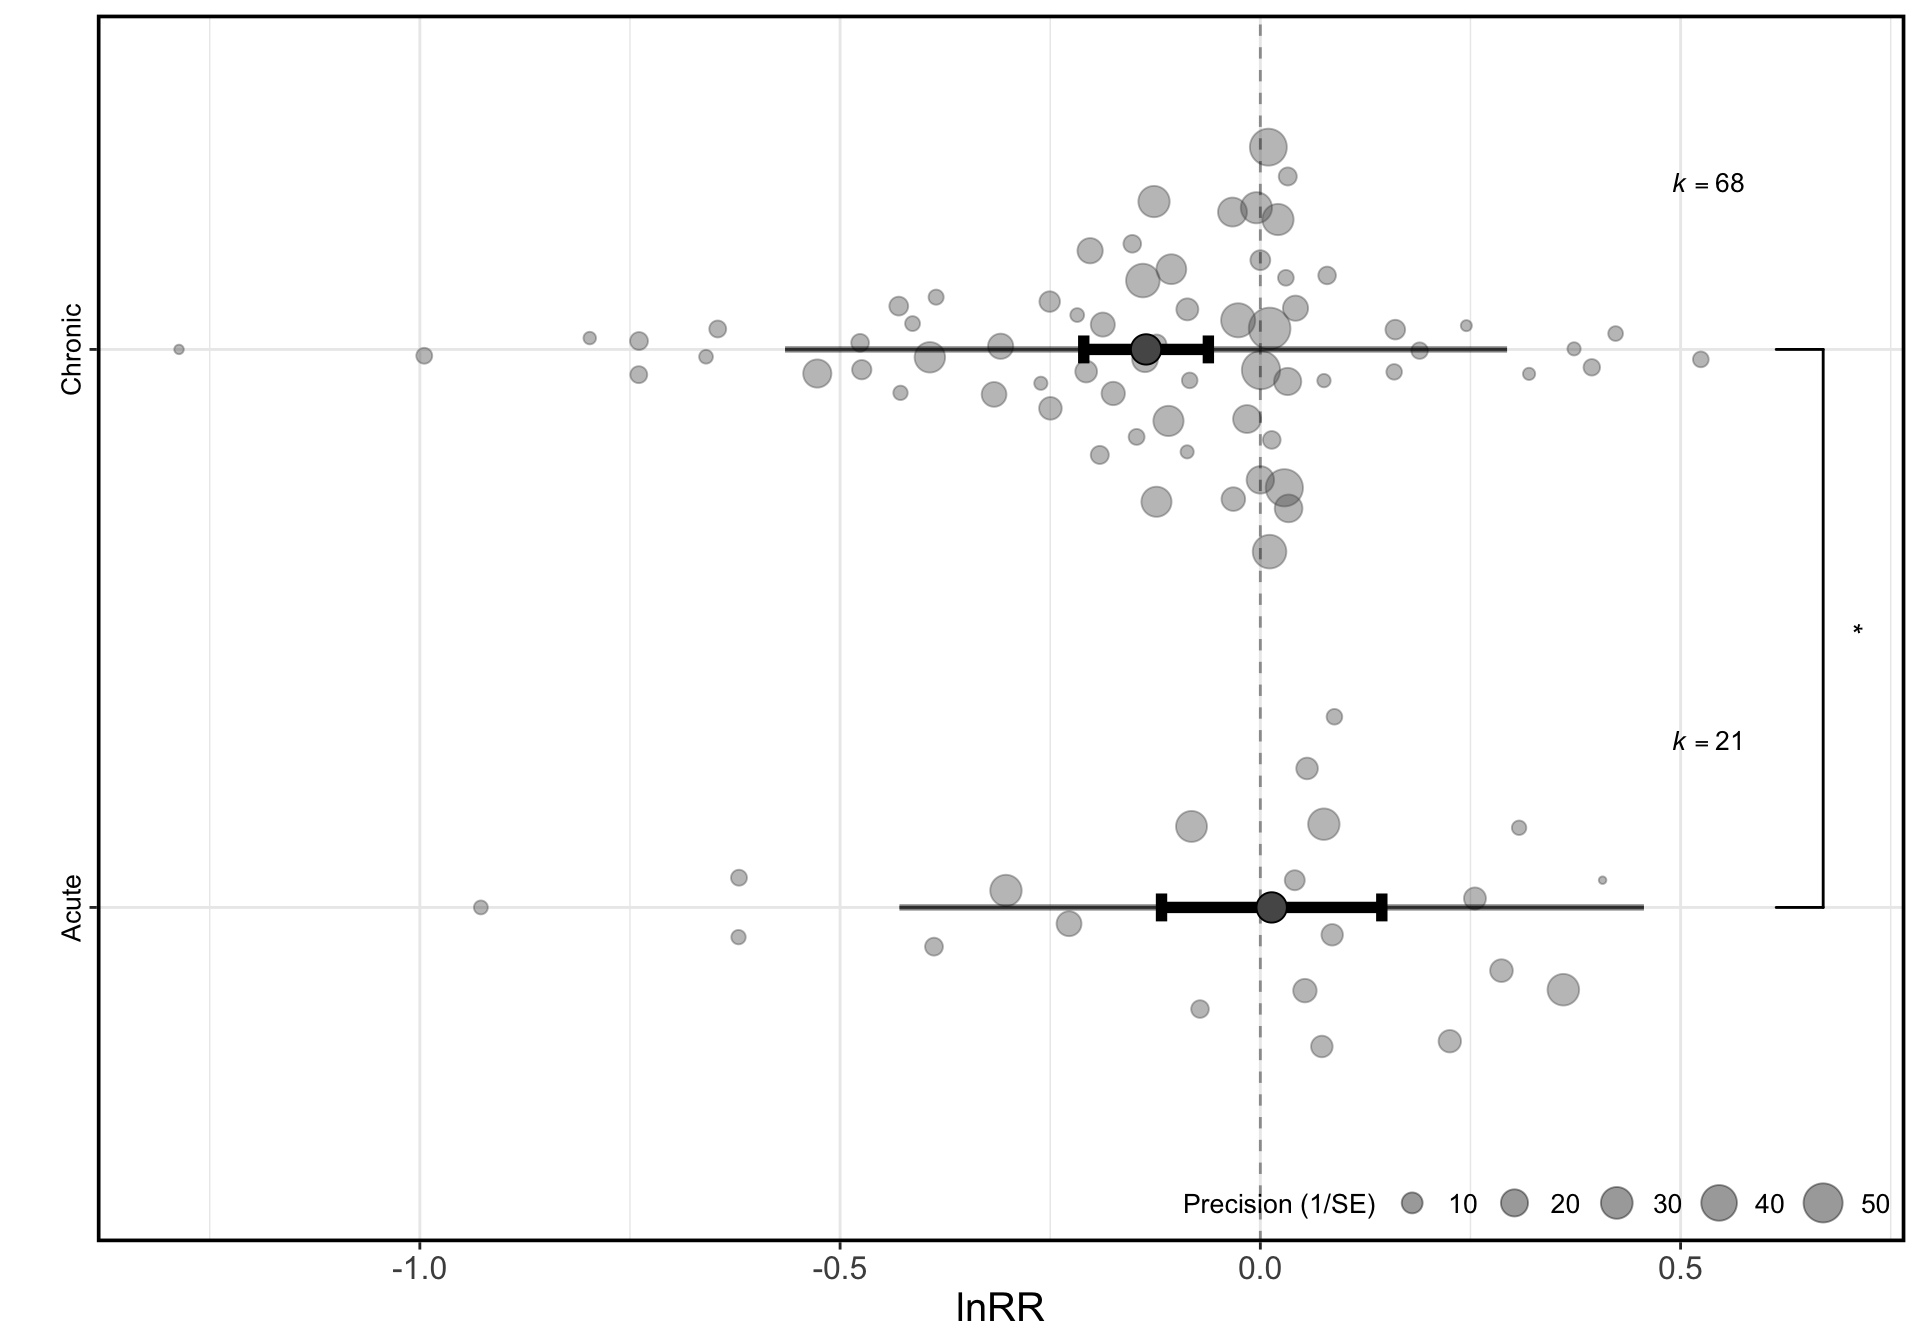 k = 68
Chronic
*
k = 21
Acute
Precision (1/SE) 10 20 30 40 50
-1.0 -0.5 0.0 0.5
lnRR